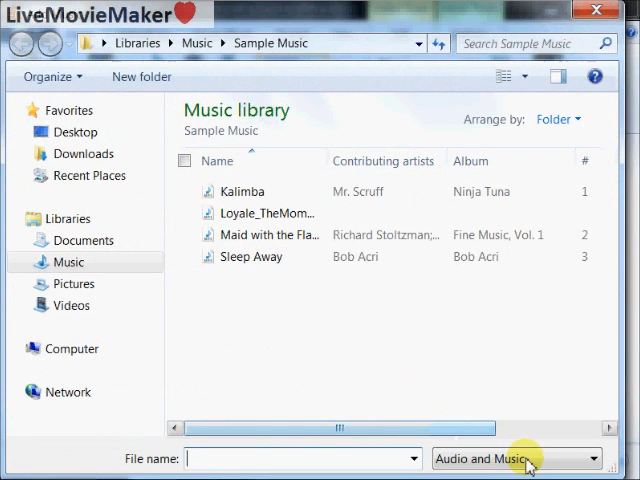 LiveMovieMaker
Libraries Music Sample Music
Search Sample Music
Organize New folder
Music library
Sample Music
Arrange by: Folder
Name Contributing artists Album #
Kalimba Mr. Scruff Ninja Tuna 1
Loyale_TheMom...
Maid with the Fla... Richard Stoltzman;... Fine Music, Vol. 1 2
Sleep Away Bob Acri Bob Acri 3
Favorites
Desktop
Downloads
Recent Places
Libraries
Documents
Music
Pictures
Videos
Computer
Network
File name: Audio and Music